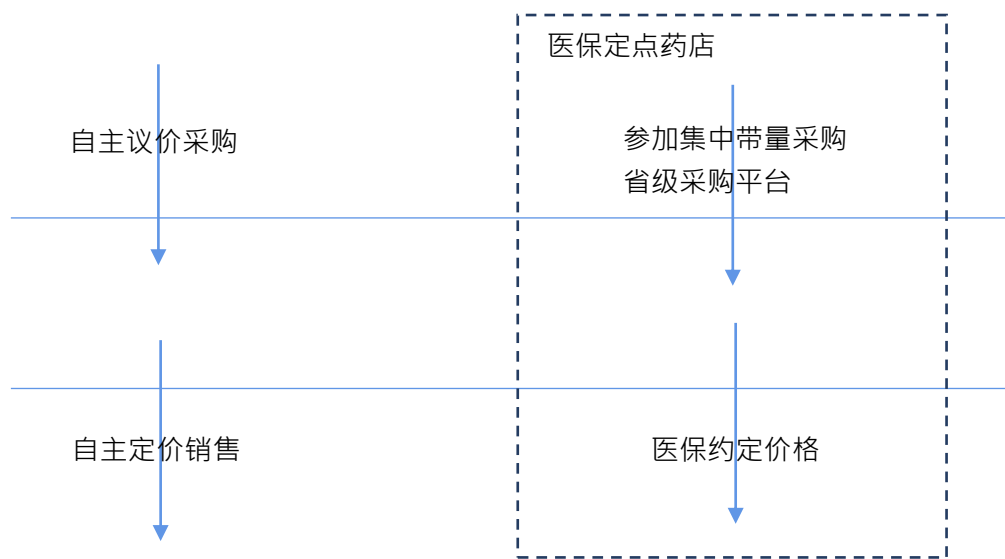 医保定点药店
自主议价采购
参加集中带量采购
省级采购平台
自主定价销售
医保约定价格